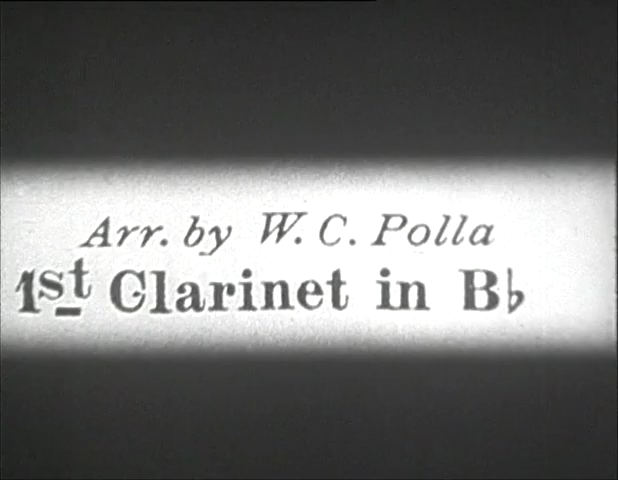 Arr. by W. C. Polla
1st Clarinet in B♭